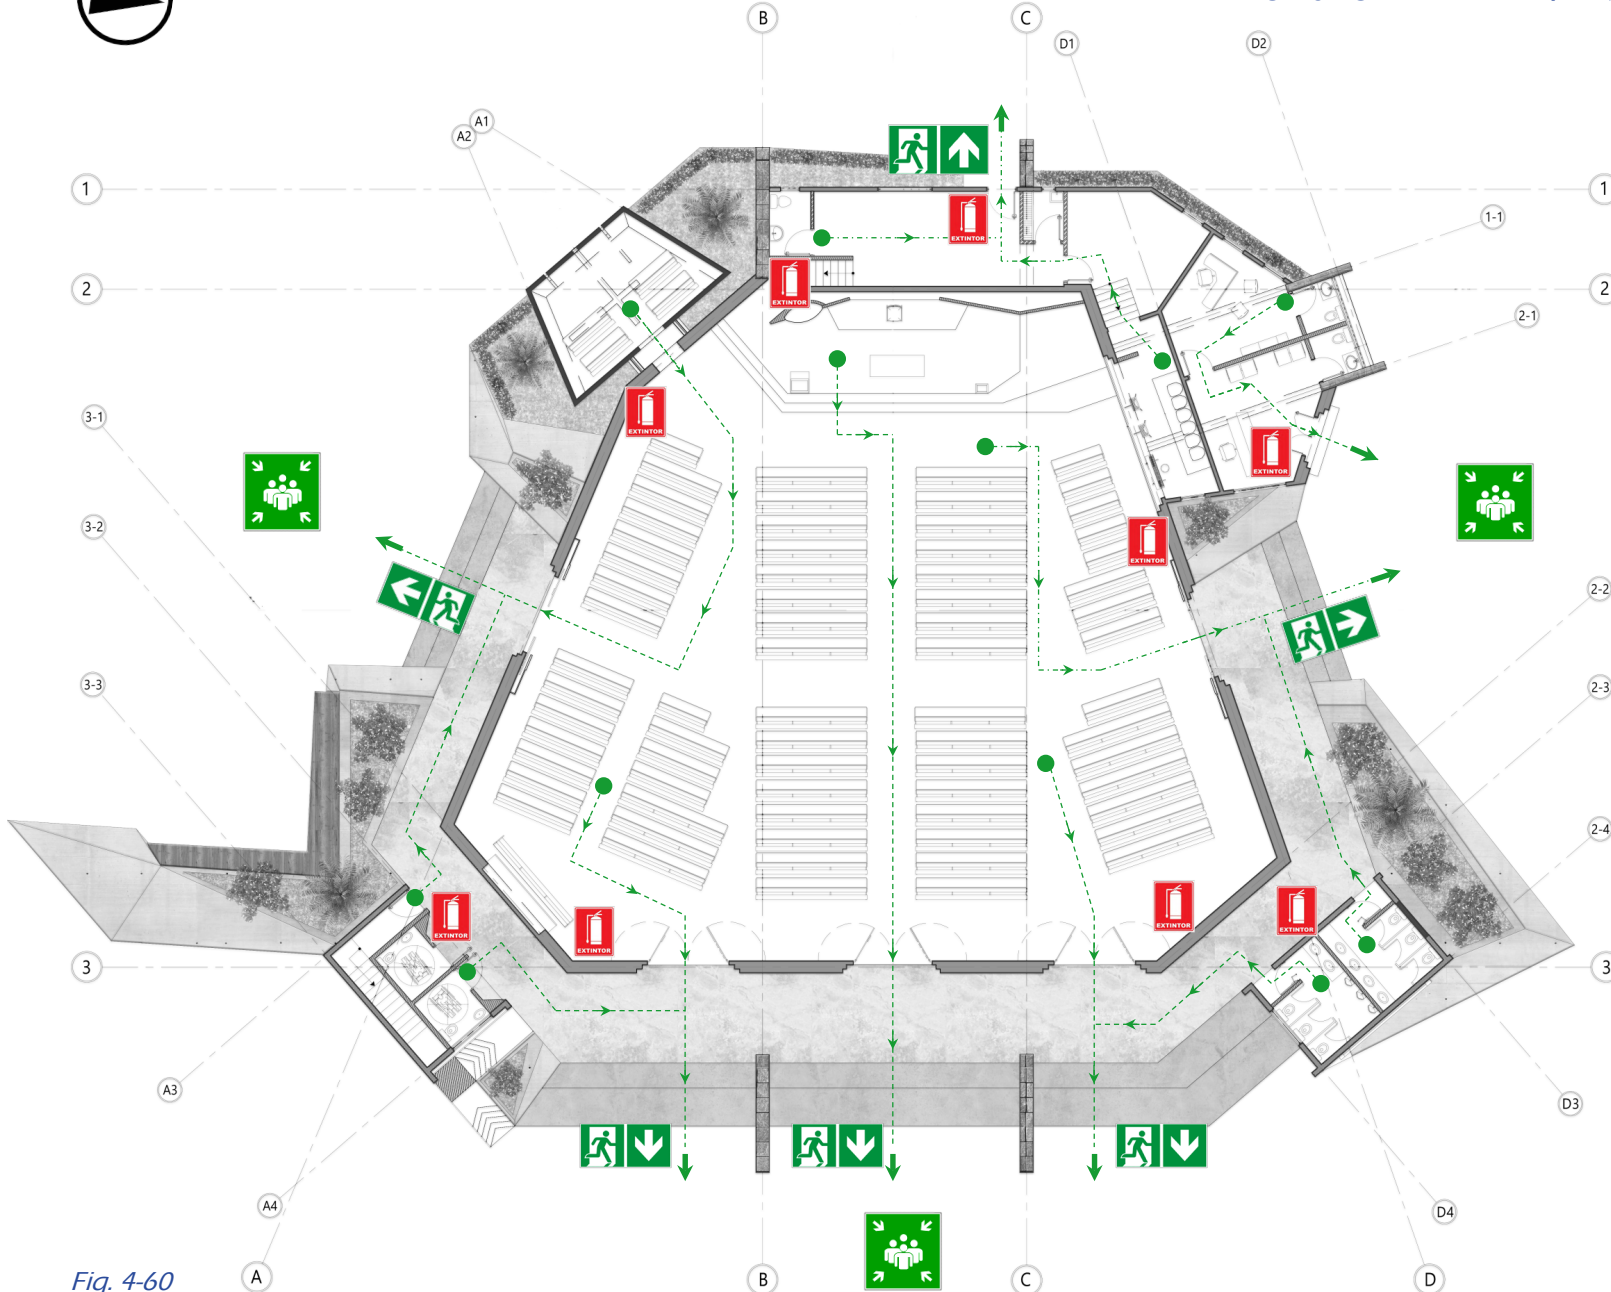 B
C
D1
D2
A1
A2
1
1
1-1
EXTINTOR
2
EXTINTOR
2
2-1
3-1
EXTINTOR
EXTINTOR
3-2
EXTINTOR
2-2
3-3
2-3
2-4
EXTINTOR
EXTINTOR
EXTINTOR
EXTINTOR
3
3
A3
D3
A4
D4
Fig. 4-60
A
B
C
D